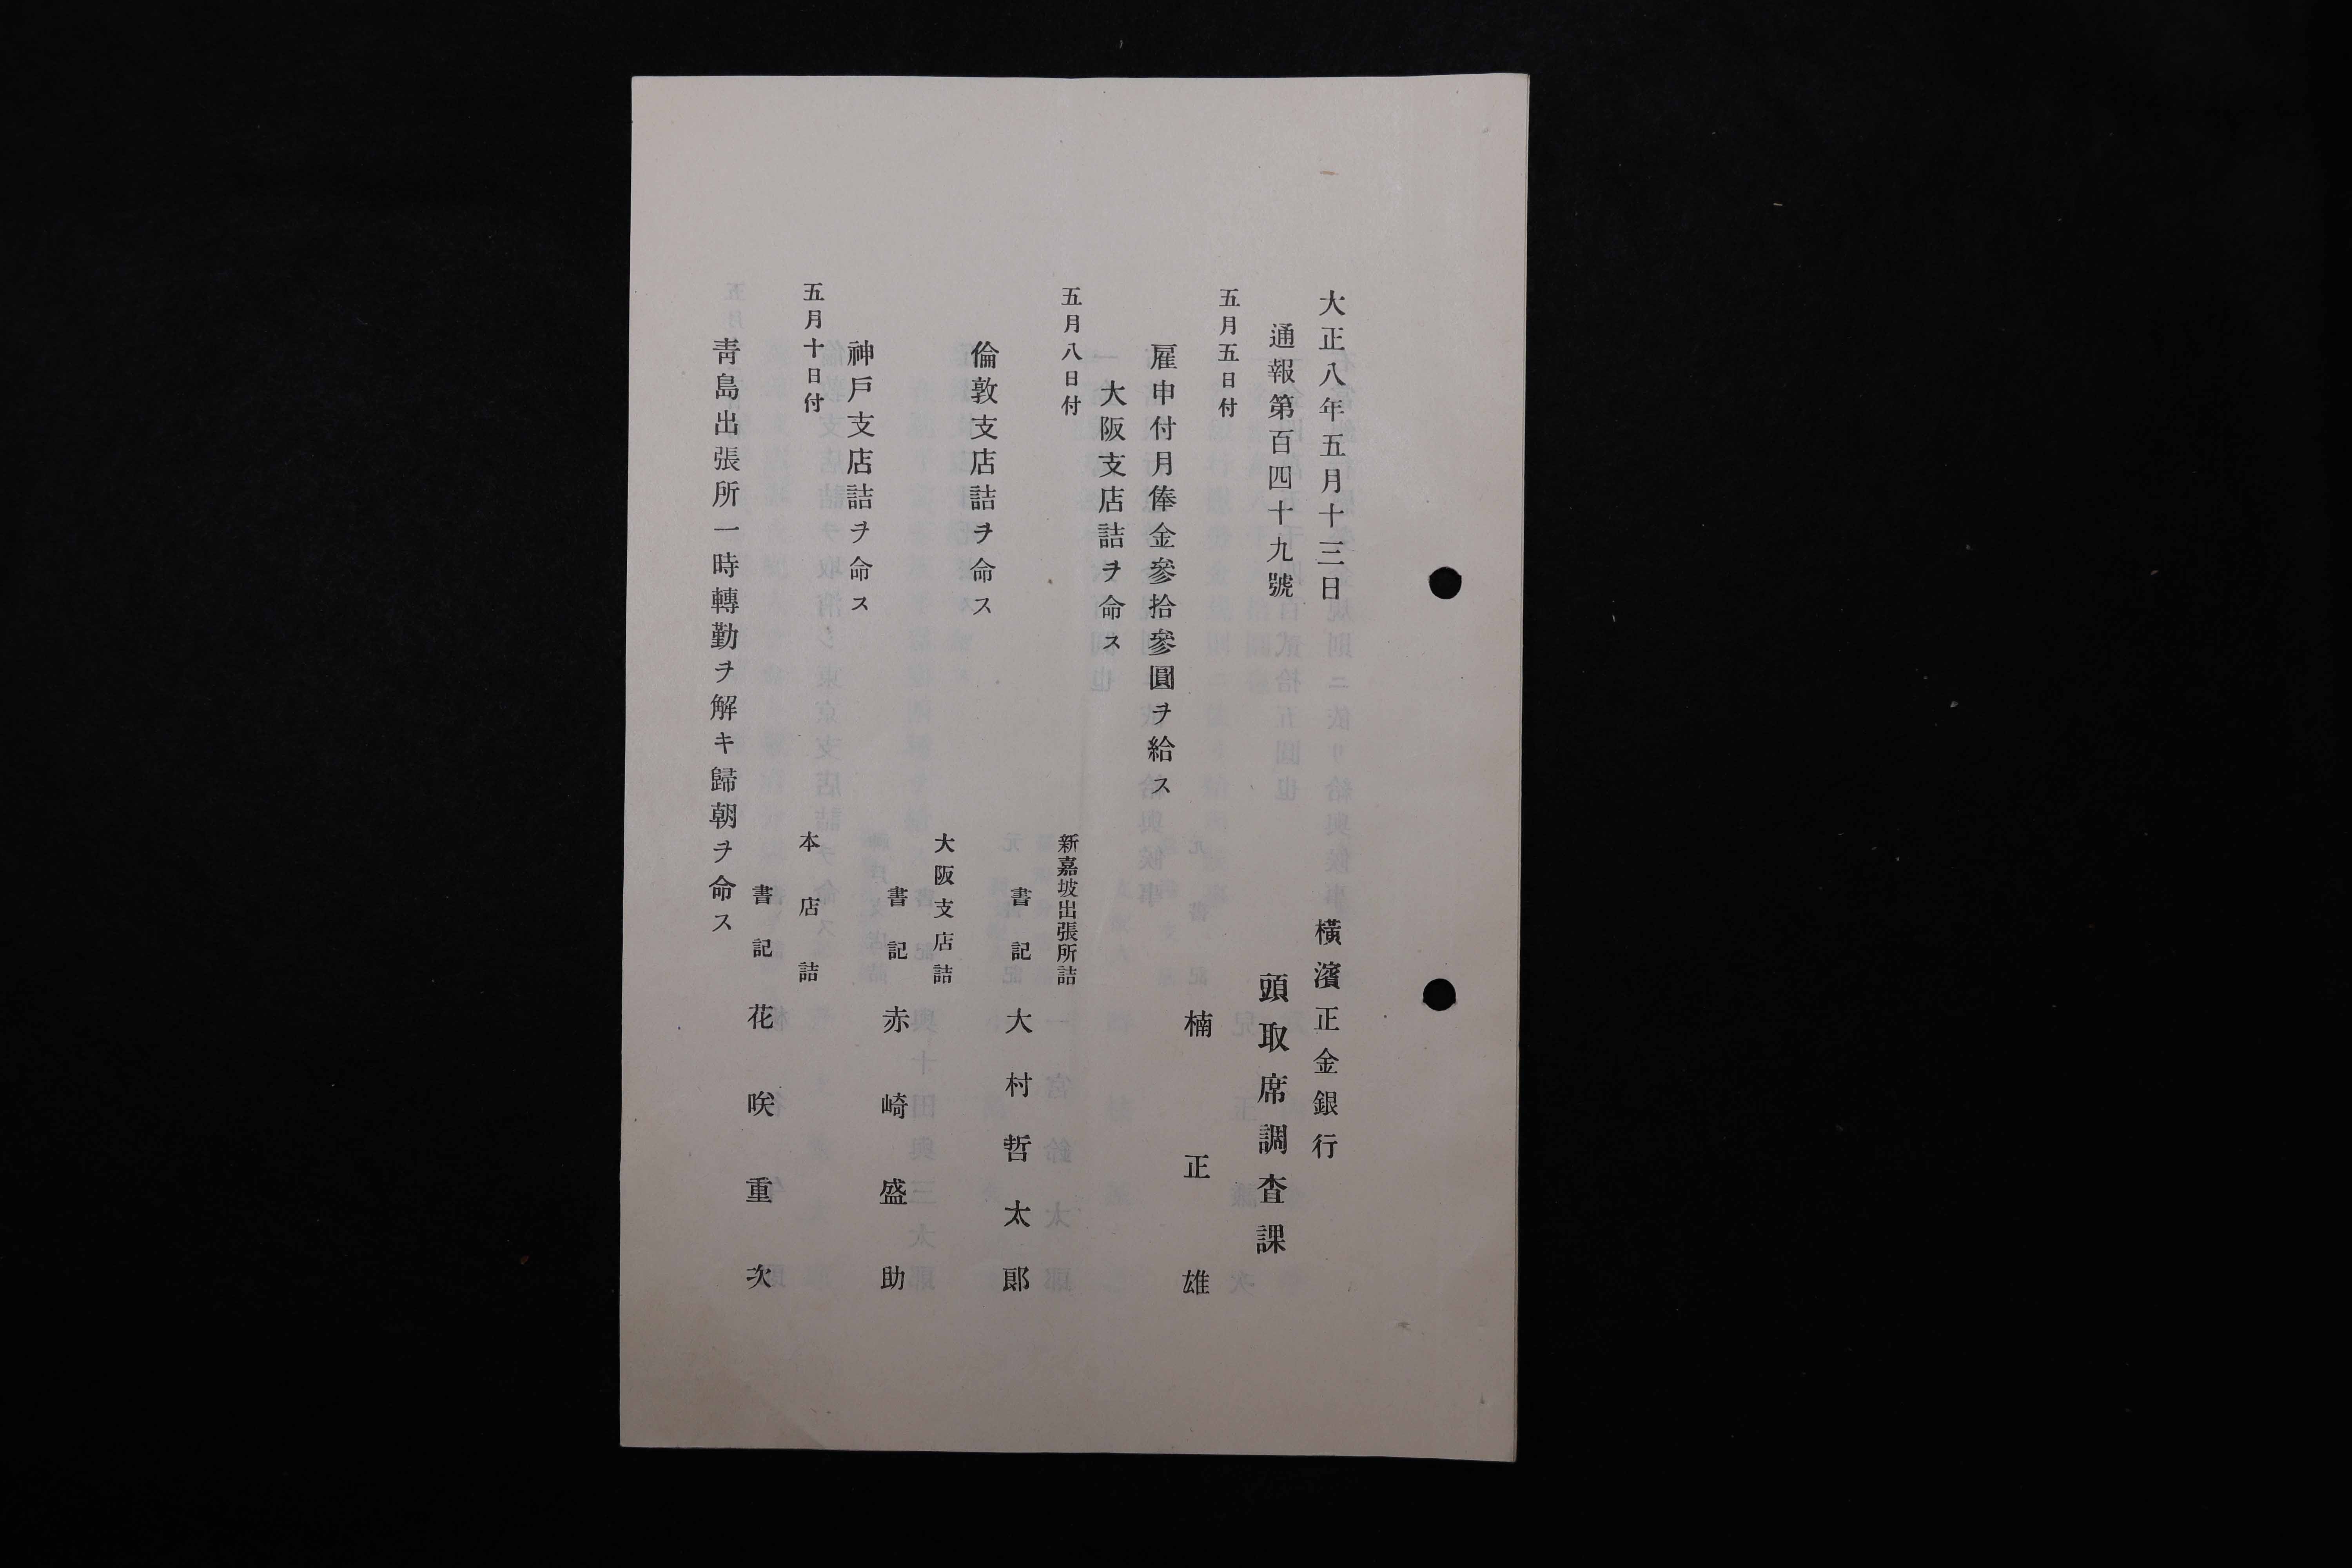 大正八年五月十三日
橫濱正金銀行
通報第百四十九號
頭取席調査課
五月五日付
楠正雄
雇申付月俸金參拾參圓ヲ給ス
大阪支店詰ヲ命ス
五月八日付
新嘉坡出張所詰
書記 大村哲太郞
倫敦支店詰ヲ命ス
大阪支店詰
書記 赤崎盛助
神戶支店詰ヲ命ス
五月十日付
本店詰
書記 花咲重次
靑島出張所一時轉勤ヲ解キ歸朝ヲ命ス